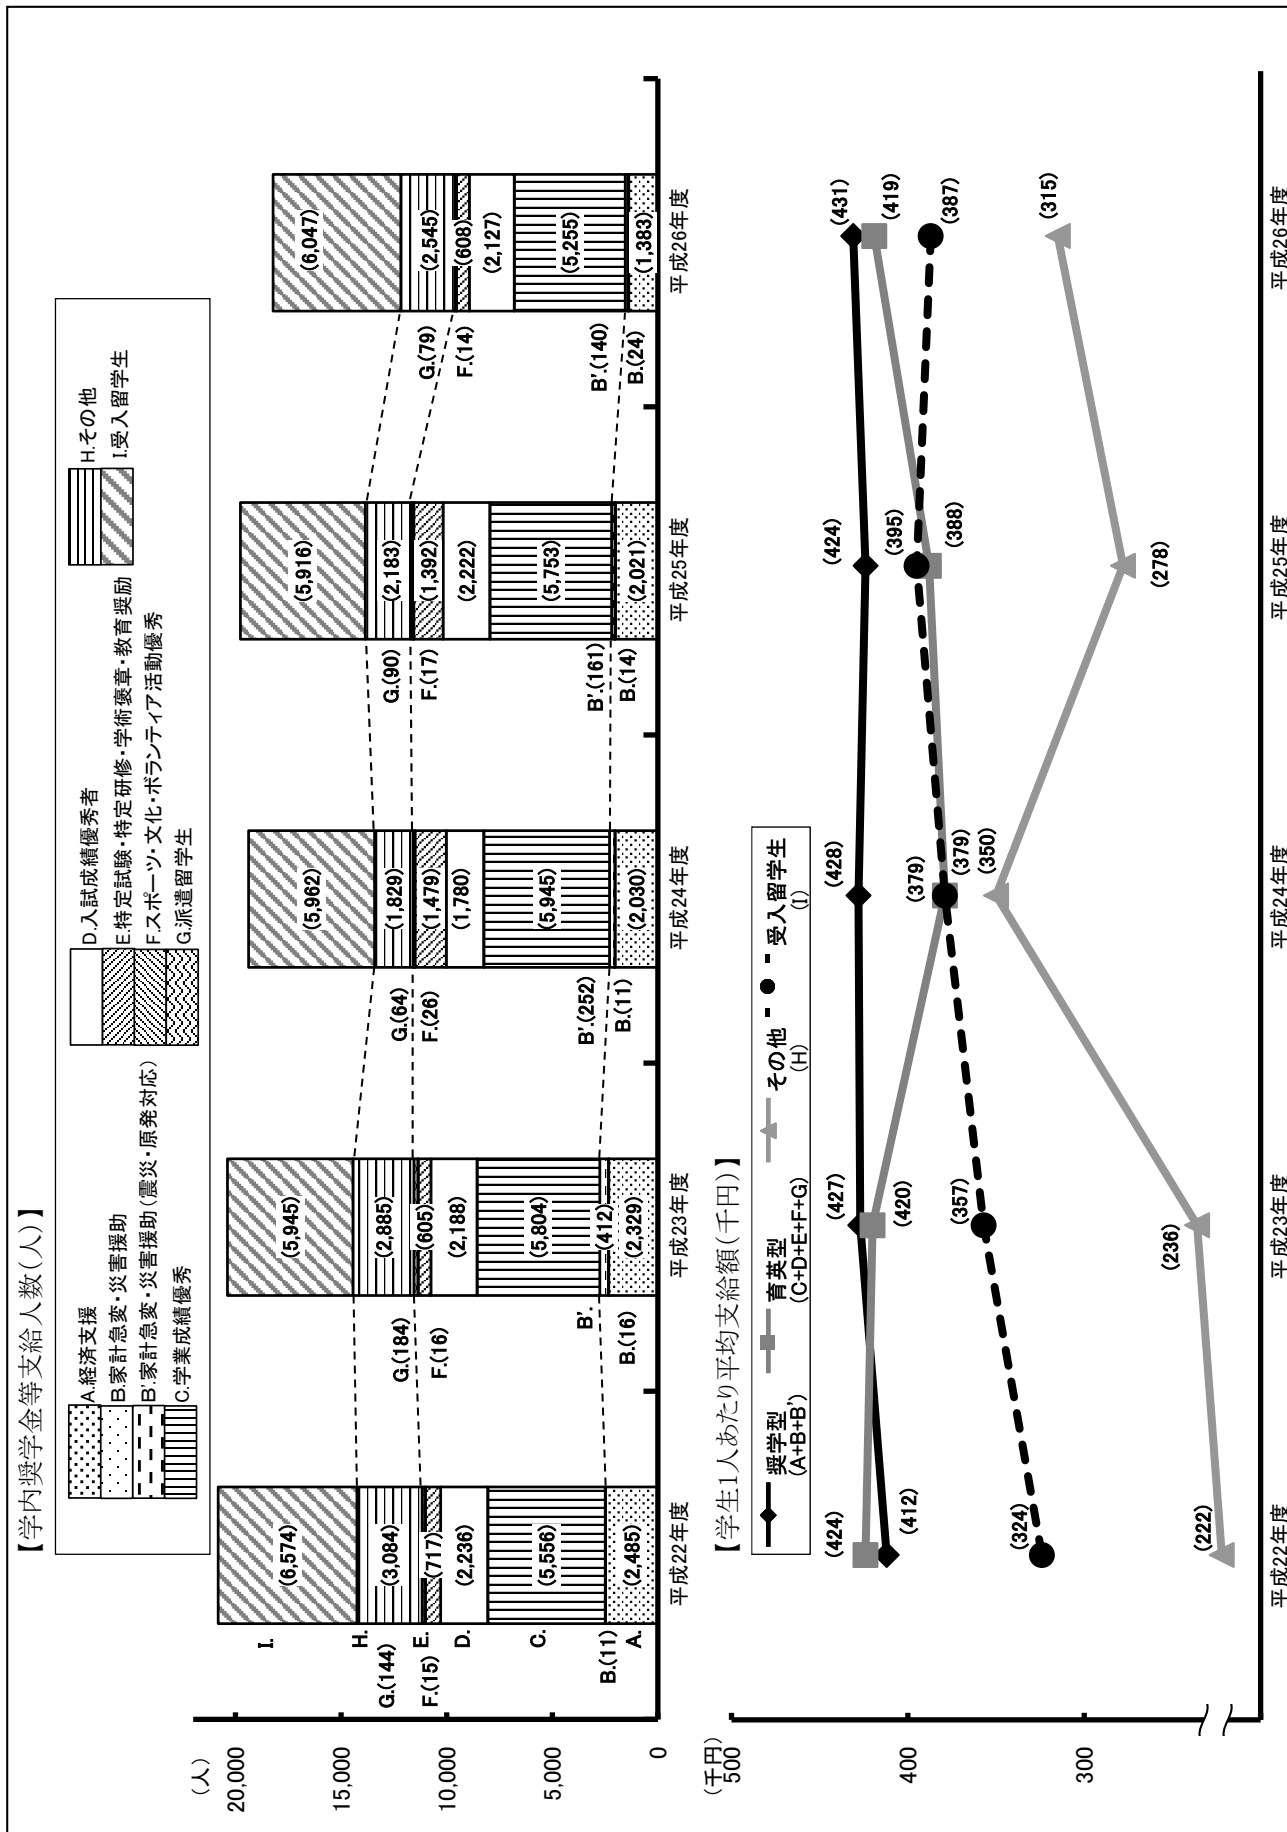 【学内奨学金等支給人数(人)】
A.経済支援
B.家計急変・災害援助
B'.家計急変・災害援助(震災・原発対応)
C.学業成績優秀
D.入試成績優秀者
E.特定試験・特定研修・学術褒章・教育奨励
F.スポーツ・文化・ボランティア活動優秀
G.派遣留学生
H.その他
I.受入留学生
(人)
20,000
15,000
10,000
5,000
0
I.
H.
G.(144)
E.
F.(15)
D.
C.
B.(11)
A.
(6,574)
(3,084)
(717)
(2,236)
(5,556)
(2,485)
平成22年度
G.(184)
F.(16)
B'.
B.(16)
(5,945)
(2,885)
(605)
(2,188)
(5,804)
(412)
(2,329)
平成23年度
G.(64)
F.(26)
B'.(252)
B.(11)
(5,962)
(1,829)
(1,479)
(1,780)
(5,945)
(2,030)
平成24年度
G.(90)
F.(17)
B'.(161)
B.(14)
(5,916)
(2,183)
(1,392)
(2,222)
(5,753)
(2,021)
平成25年度
G.(79)
F.(14)
B'.(140)
B.(24)
(6,047)
(2,545)
(608)
(2,127)
(5,255)
(1,383)
平成26年度
【学生1人あたり平均支給額(千円)】
奨学型
(A+B+B')
育英型
(C+D+E+F+G)
その他
(H)
受入留学生
(I)
(千円)
500
400
300
(424)
(412)
(324)
(222)
平成22年度
(427)
(420)
(357)
(236)
平成23年度
(428)
(379)
(379)
(350)
平成24年度
(424)
(395)
(388)
(278)
平成25年度
(431)
(419)
(387)
(315)
平成26年度